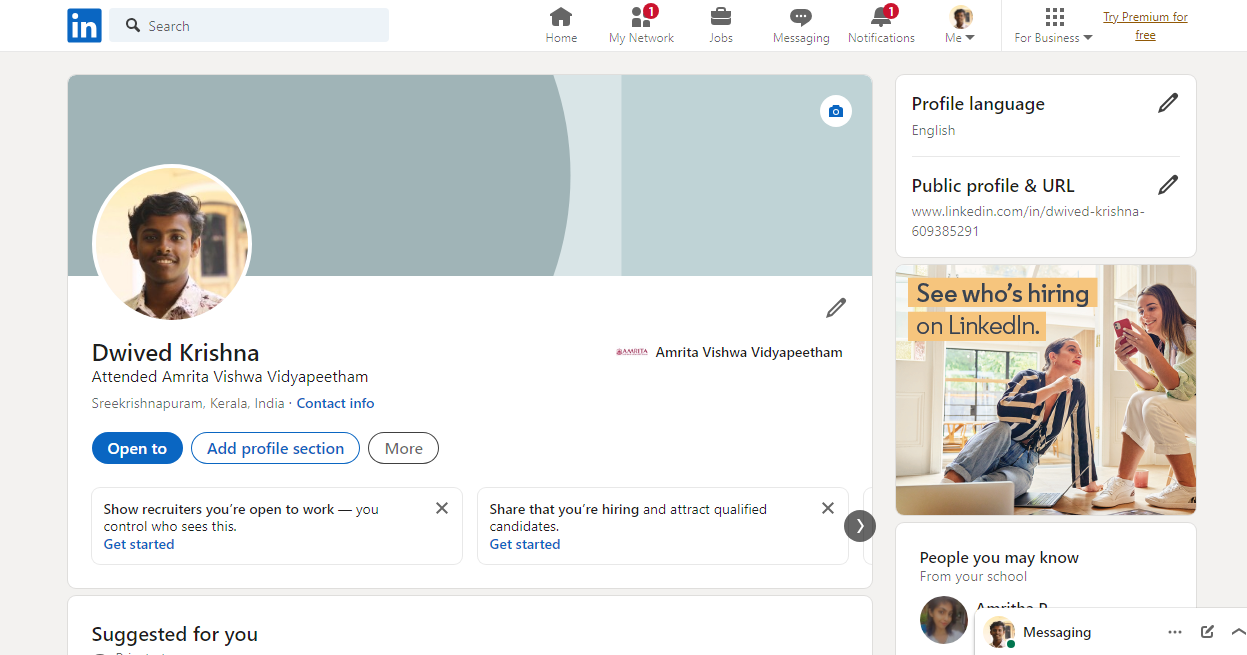 in
Search
1
1
Home
My Network
Jobs
Messaging
Notifications
Me
For Business
Try Premium for
free
Dwived Krishna
AMRITA
Amrita Vishwa Vidyapeetham
Attended Amrita Vishwa Vidyapeetham
Sreekrishnapuram, Kerala, India · Contact info
Open to
Add profile section
More
Show recruiters you're open to work — you
control who sees this.
Get started
Share that you're hiring and attract qualified
candidates.
Get started
Suggested for you
Profile language
English
Public profile & URL
www.linkedin.com/in/dwived-krishna-
609385291
See who's hiring
on LinkedIn.
People you may know
From your school
Messaging